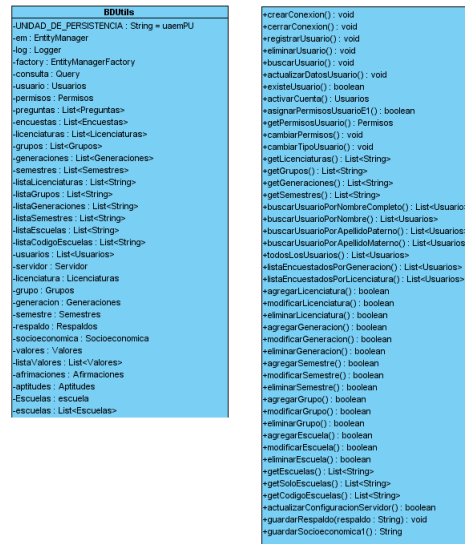 BDUtils
-UNIDAD_DE_PERSISTENCIA : String = uaemPU
-em : EntityManager
-log : Logger
-factory : EntityManagerFactory
-consulta : Query
-usuario : Usuarios
-permisos : Permisos
-preguntas : List<Preguntas>
-encuestas : List<Encuestas>
-licenciaturas : List<Licenciaturas>
-grupos : List<Grupos>
-generaciones : List<Generaciones>
-semestres : List<Semestres>
-listaLicenciaturas : List<String>
-listaGrupos : List<String>
-listaGeneraciones : List<String>
-listaSemestres : List<String>
-listaEscuelas : List<String>
-listaCodigoEscuelas : List<String>
-usuarios : List<Usuarios>
-servidor : Servidor
-licenciatura : Licenciaturas
-grupo : Grupos
-generacion : Generaciones
-semestre : Semestres
-respaldo : Respaldos
-socioeconomica : Socioeconomica
-valores : Valores
-listaValores : List<Valores>
-afrimaciones : Afirmaciones
-aptitudes : Aptitudes
-Escuelas : escuela
-escuelas : List<Escuelas>
+crearConexion() : void
+cerrarConexion() : void
+registrarUsuario() : void
+eliminarUsuario() : void
+buscarUsuario() : void
+actualizarDatosUsuario() : void
+existeUsuario() : boolean
+activarCuenta() : Usuarios
+asignarPermisosUsuarioE1() : boolean
+getPermisosUsuario() : Permisos
+cambiarPermisos() : void
+cambiarTipoUsuario() : void
+getLicenciaturas() : List<String>
+getGrupos() : List<String>
+getGeneraciones() : List<String>
+getSemestres() : List<String>
+buscarUsuarioPorNombreCompleto() : List<Usuario
+buscarUsuarioPorNombre() : List<Usuarios>
+buscarUsuarioPorApellidoPaterno() : List<Usuarios>
+buscarUsuarioPorApellidoMaterno() : List<Usuarios
+todosLosUsuarios() : List<Usuarios>
+listaEncuestadosPorGeneracion() : List<Usuarios>
+listaEncuestadosPorLicenciatura() : List<Usuarios>
+agregarLicenciatura() : boolean
+modificarLicenciatura() : boolean
+eliminarLicenciatura() : boolean
+agregarGeneracion() : boolean
+modificarGeneracion() : boolean
+eliminarGeneracion() : boolean
+agregarSemestre() : boolean
+modificarSemestre() : boolean
+eliminarSemestre() : boolean
+agregarGrupo() : boolean
+modificarGrupo() : boolean
+eliminarGrupo() : boolean
+agregarEscuela() : boolean
+modificarEscuela() : boolean
+eliminarEscuela() : boolean
+getEscuelas() : List<String>
+getSoloEscuelas() : List<String>
+getCodigoEscuelas() : List<String>
+actualizarConfiguracionServidor() : boolean
+guardarRespaldo(respaldo : String) : void
+guardarSocioeconomica1() : String